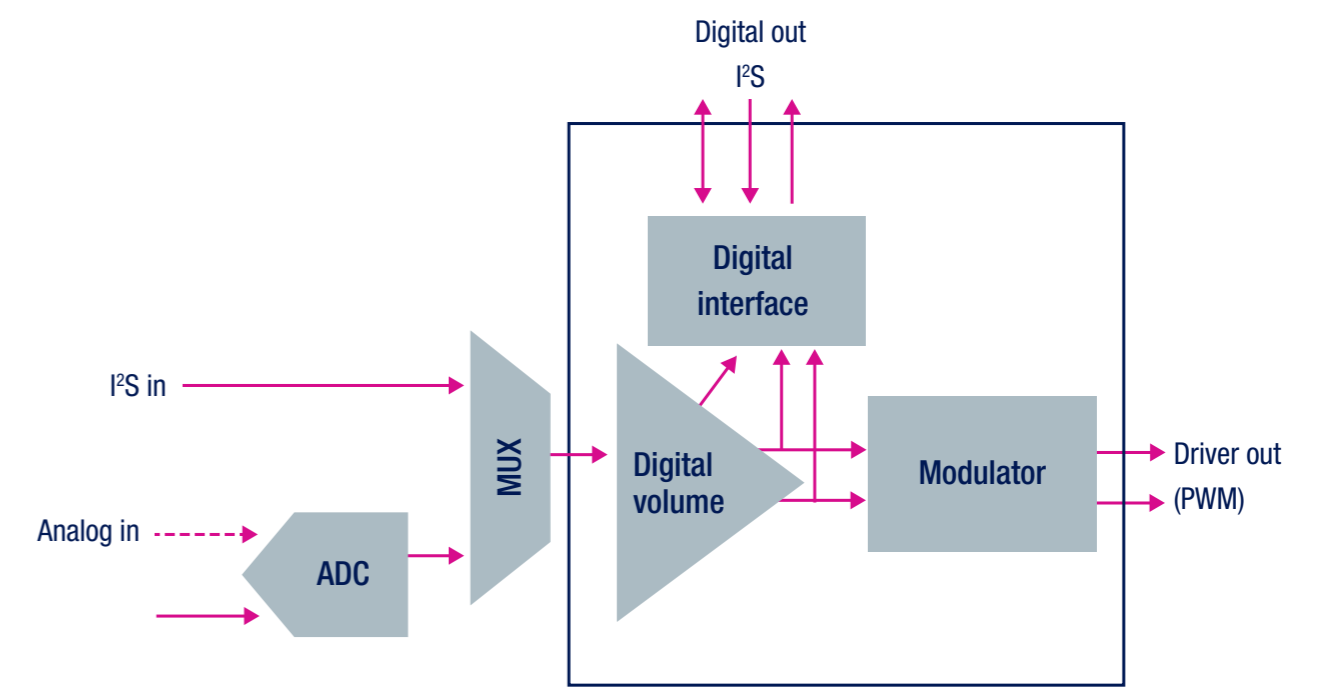 Digital out
I²S
Digital
interface
I²S in
MUX
Digital
volume
Modulator
Driver out
(PWM)
Analog in
ADC